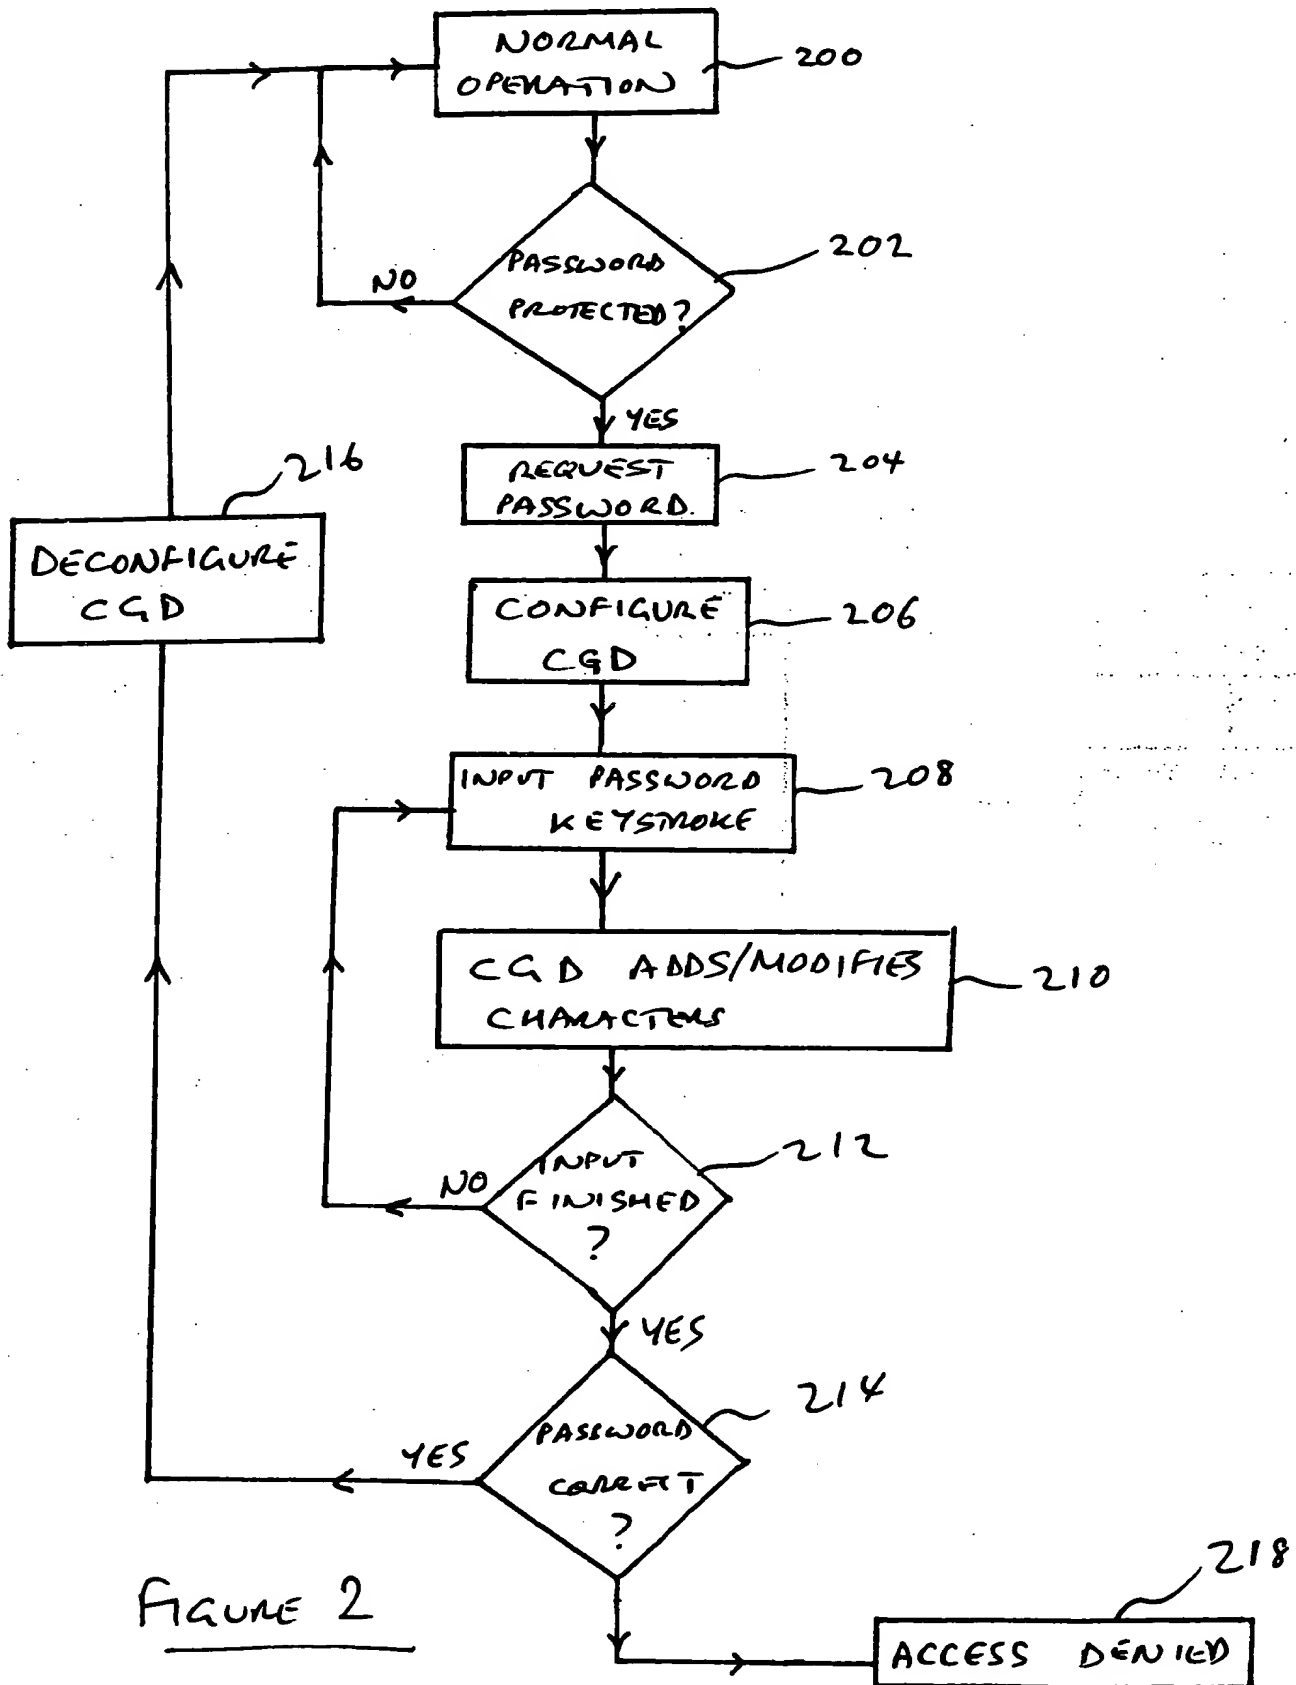 NORMAL
OPERATION
200
PASSWORD
PROTECTED?
202
NO
YES
REQUEST
PASSWORD.
204
216
DECONFIGURE
CGD
CONFIGURE
CGD
206
INPUT PASSWORD
KEYSTROKE
208
CGD ADDS/MODIFIES
CHARACTERS
210
INPUT
FINISHED
?
212
NO
YES
PASSWORD
CORRECT
?
214
YES
218
ACCESS DENIED
FIGURE 2